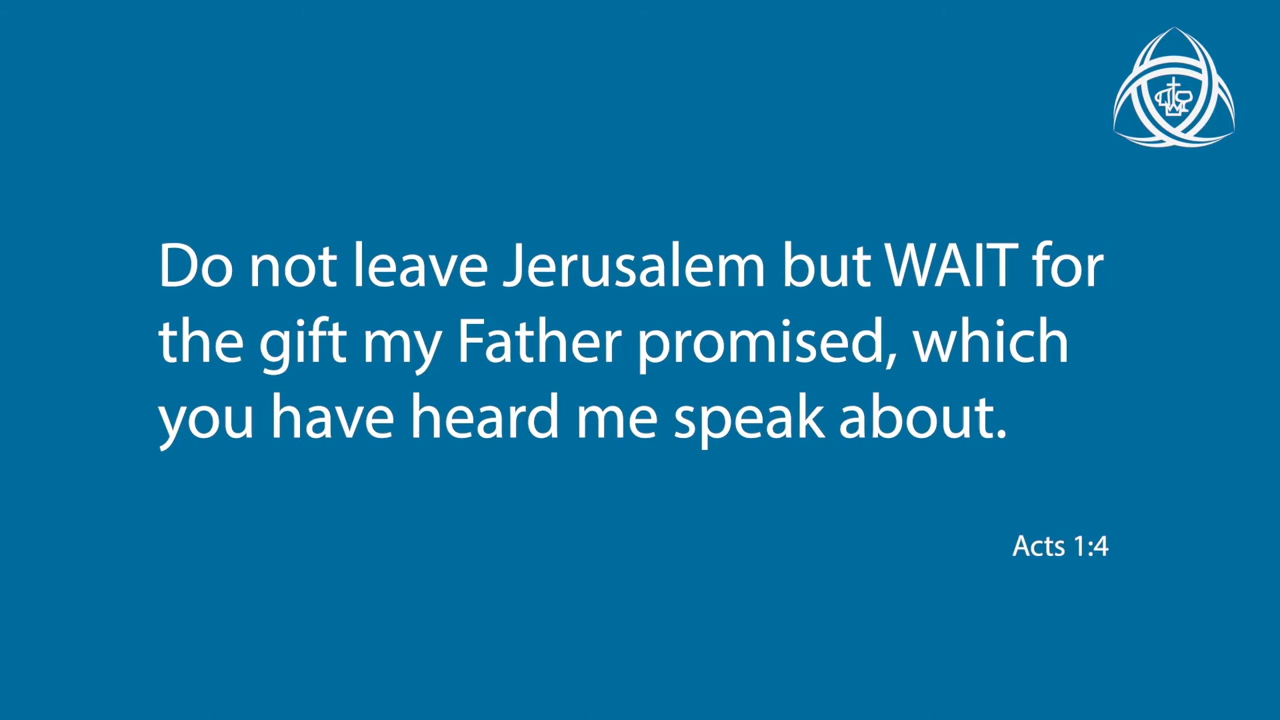 Do not leave Jerusalem but WAIT for
the gift my Father promised, which
you have heard me speak about.
Acts 1:4